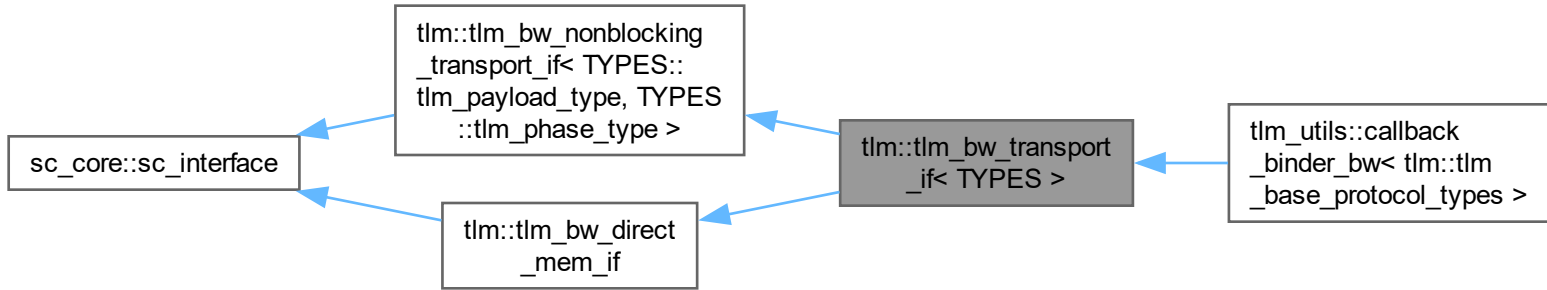 sc_core::sc_interface
tlm::tlm_bw_nonblocking
_transport_if< TYPES::
tlm_payload_type, TYPES
::tlm_phase_type >
tlm::tlm_bw_direct
_mem_if
tlm::tlm_bw_transport
_if< TYPES >
tlm_utils::callback
_binder_bw< tlm::tlm
_base_protocol_types >